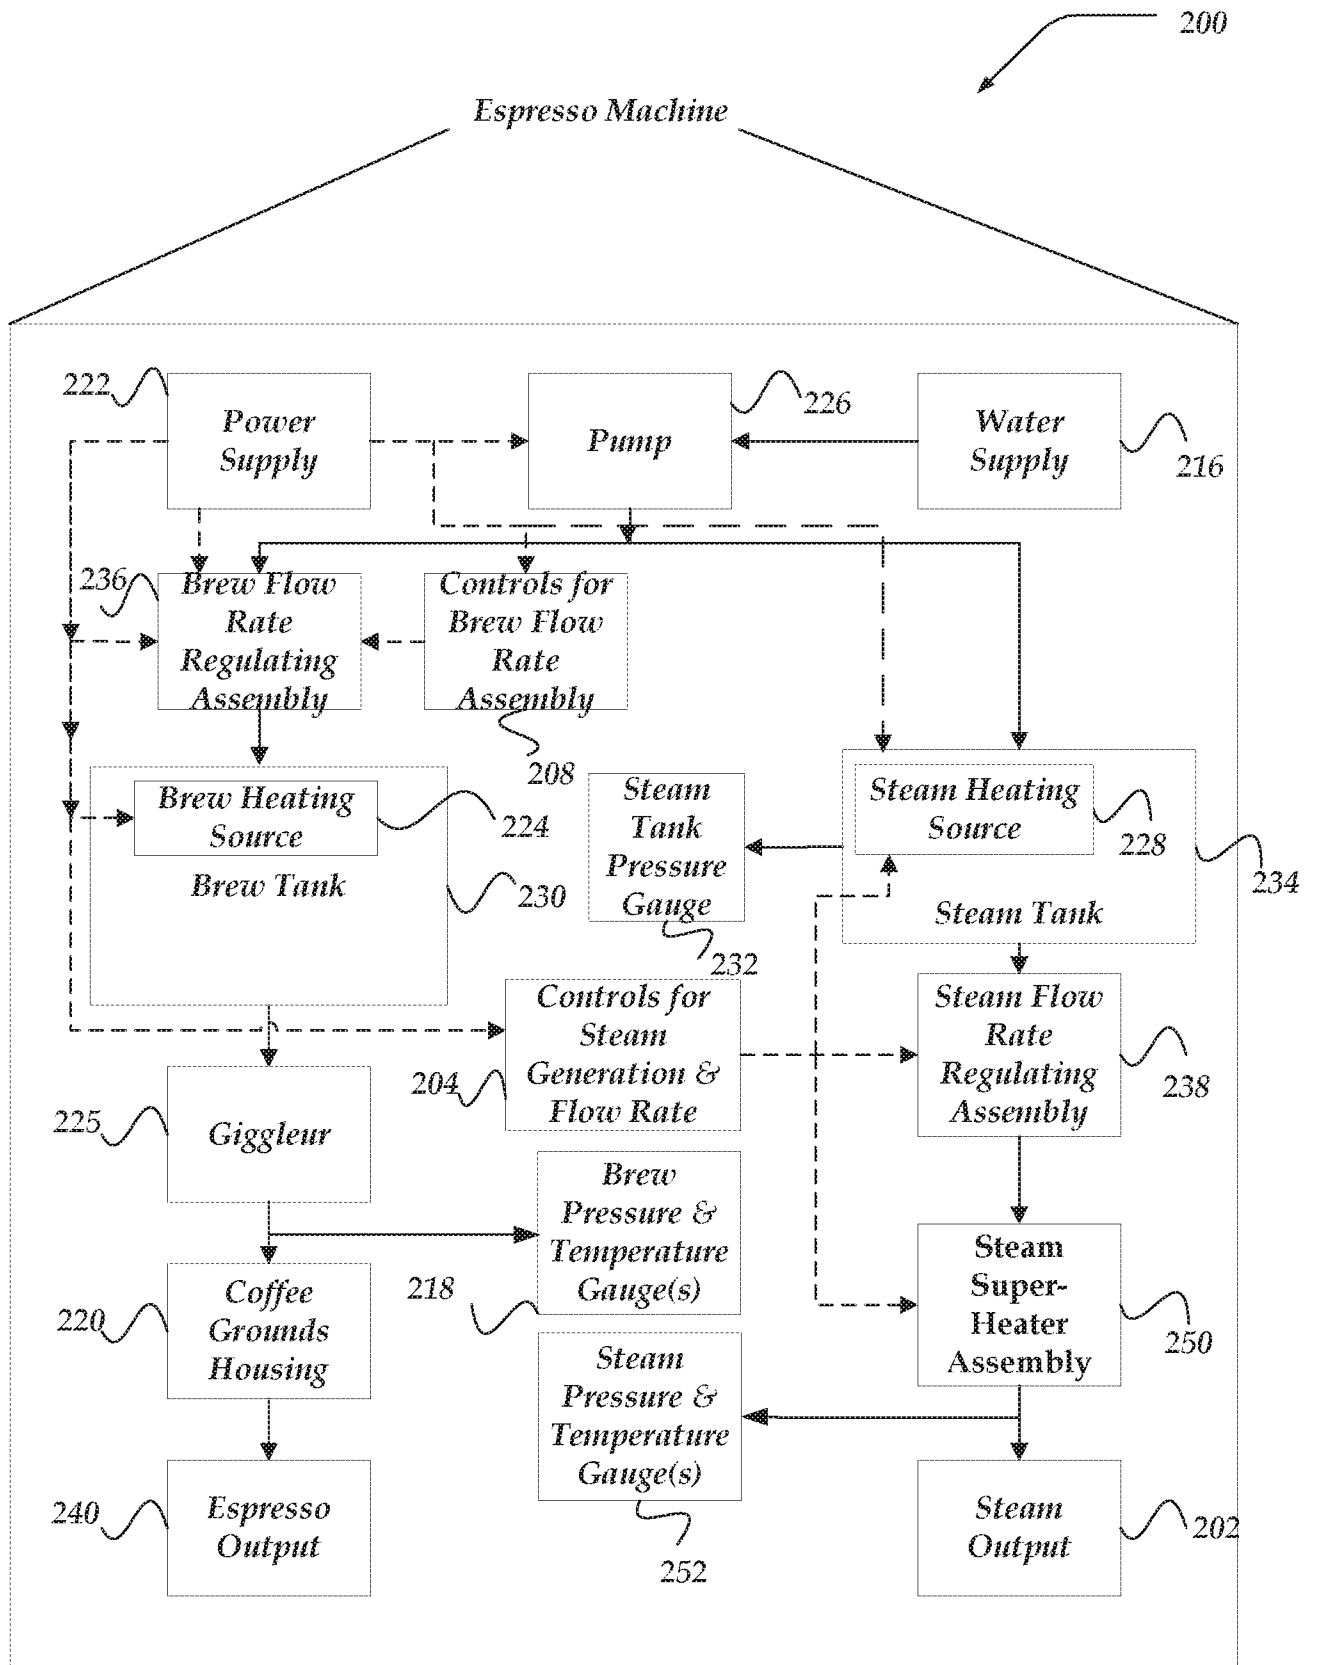 200
Espresso Machine
222
Power
Supply
Pump
226
Water
Supply
216
236
Brew Flow
Rate
Regulating
Assembly
Controls for
Brew Flow
Rate
Assembly
208
Brew Heating
Source
224
Brew Tank
230
Steam
Tank
Pressure
Gauge
232
Steam Heating
Source
228
234
Steam Tank
Controls for
Steam
Generation &
Flow Rate
204
Steam Flow
Rate
Regulating
Assembly
238
225
Giggleur
Brew
Pressure &
Temperature
Gauge(s)
218
Steam
Super-
Heater
Assembly
250
220
Coffee
Grounds
Housing
Steam
Pressure &
Temperature
Gauge(s)
252
240
Espresso
Output
Steam
Output
202